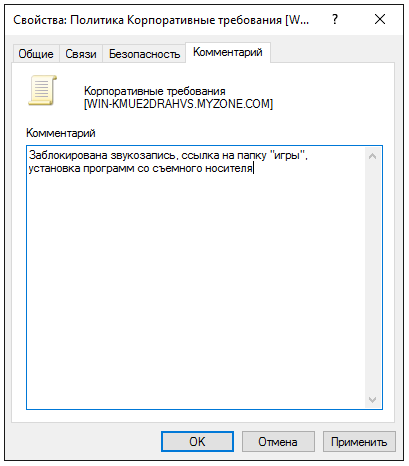 Свойства: Политика Корпоративные требования [W...
?
Общие Связи Безопасность Комментарий
Корпоративные требования
[WIN-KMUE2DRAHVS.MYZONE.COM]
Комментарий
Заблокирована звукозапись, ссылка на папку "игры",
установка программ со съемного носителя
OK Отмена Применить